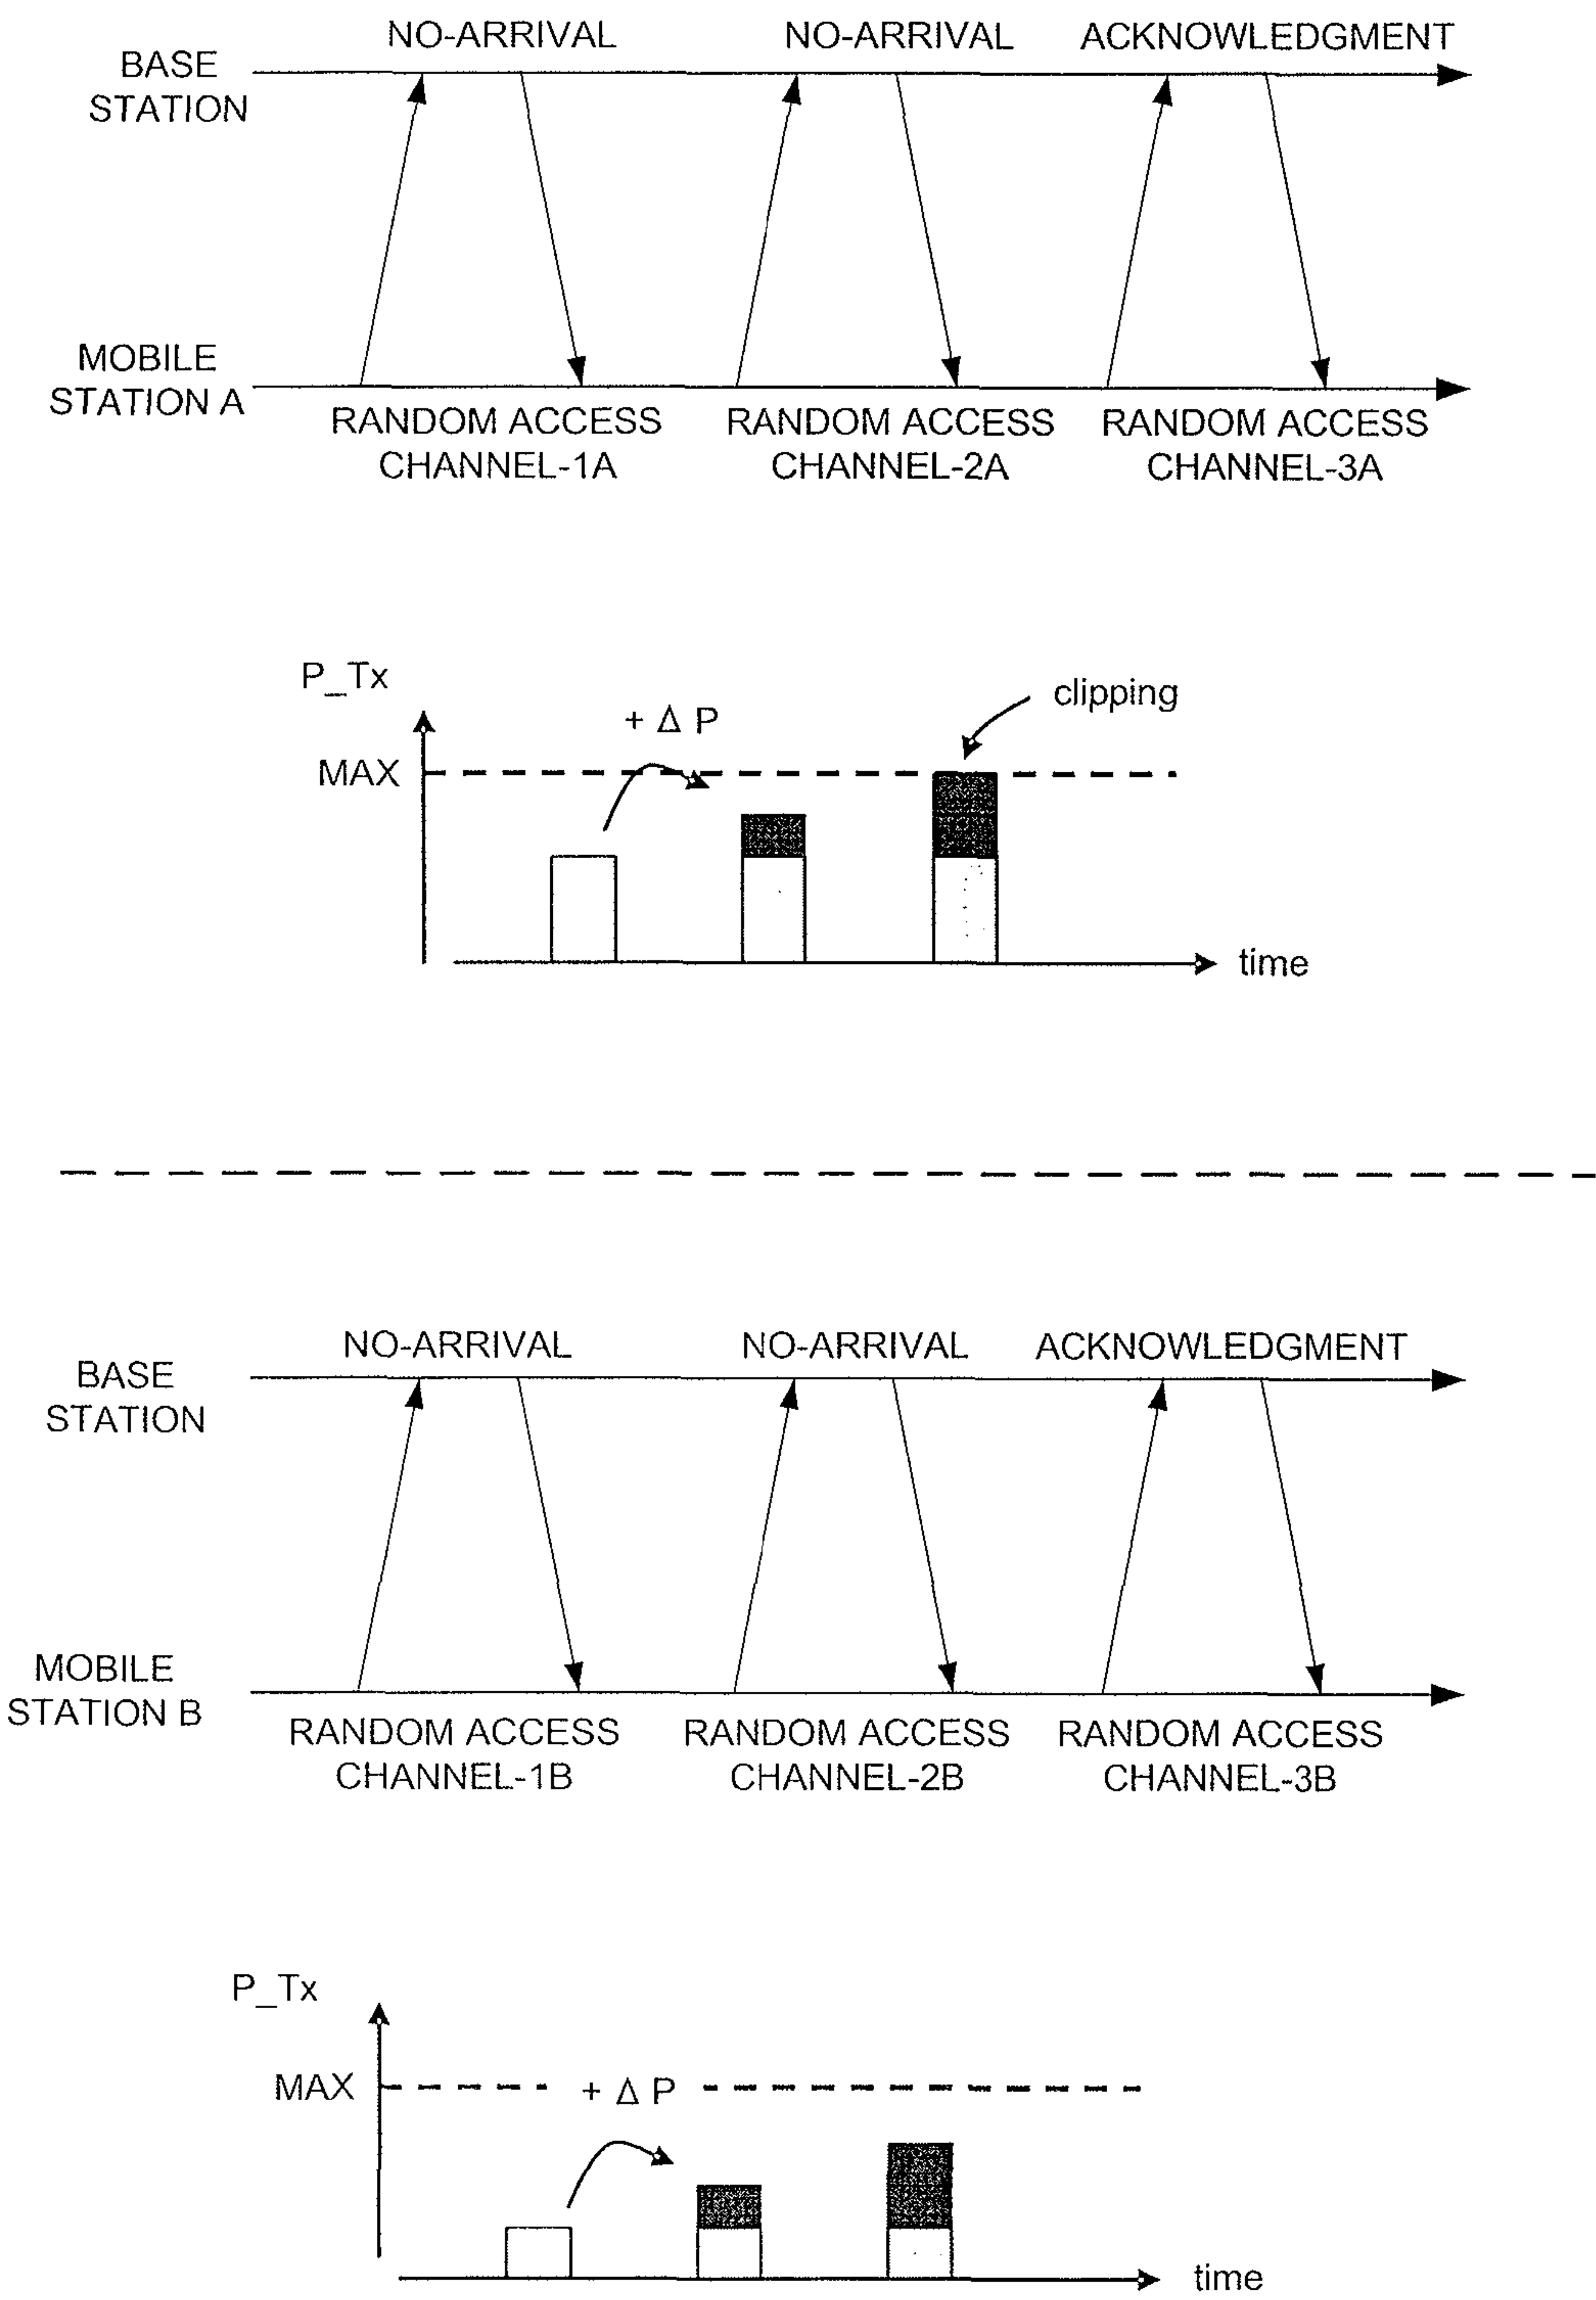 NO-ARRIVAL NO-ARRIVAL ACKNOWLEDGMENT
BASE
STATION
MOBILE
STATION A
RANDOM ACCESS RANDOM ACCESS RANDOM ACCESS
CHANNEL-1A CHANNEL-2A CHANNEL-3A
P_Tx
clipping
+ Δ P
MAX
time
NO-ARRIVAL NO-ARRIVAL ACKNOWLEDGMENT
BASE
STATION
MOBILE
STATION B
RANDOM ACCESS RANDOM ACCESS RANDOM ACCESS
CHANNEL-1B CHANNEL-2B CHANNEL-3B
P_Tx
MAX + Δ P
time